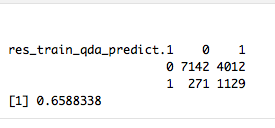 res_train_qda_predict.1 0 1
0 7142 4012
1 271 1129
[1] 0.6588338